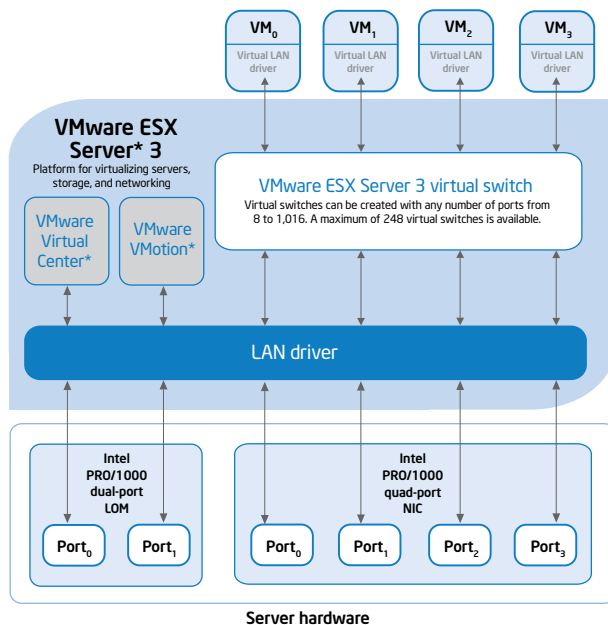 VM0
VM1
VM2
VM3
Virtual LAN
driver
Virtual LAN
driver
Virtual LAN
driver
Virtual LAN
driver
VMware ESX
Server* 3
Platform for virtualizing servers,
storage, and networking
VMware
Virtual
Center*
VMware
VMotion*
VMware ESX Server 3 virtual switch
Virtual switches can be created with any number of ports from
8 to 1,016. A maximum of 248 virtual switches is available.
LAN driver
Intel
PRO/1000
dual-port
LOM
Port0
Port1
Intel
PRO/1000
quad-port
NIC
Port0
Port1
Port2
Port3
Server hardware